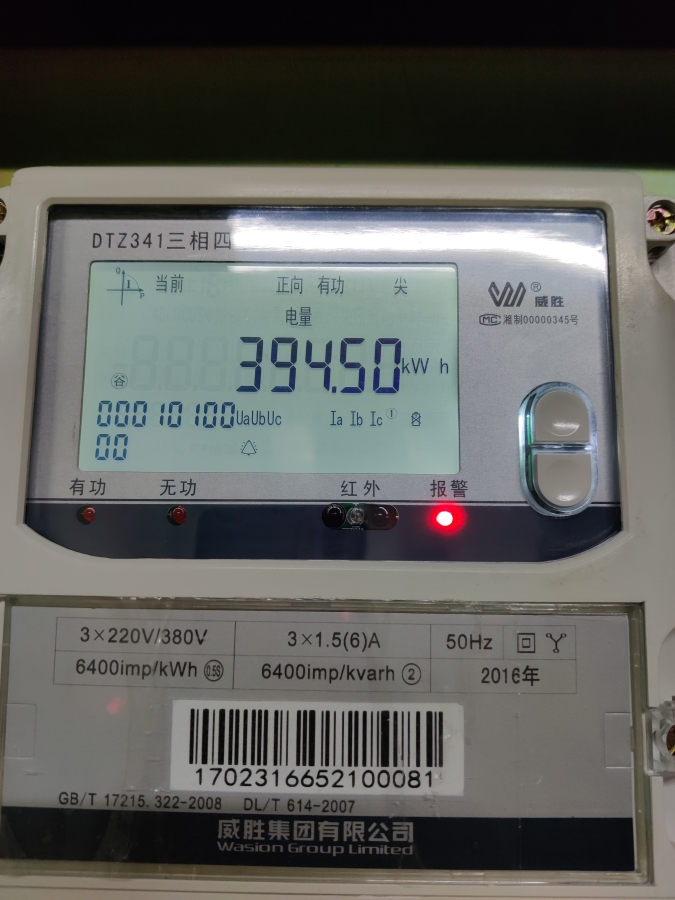 DTZ341三相四
Q I P
当前 正向 有功 尖
电量
394.50 kW h
谷
00010100 UaUbUc Ia Ib Ic ①
00
威胜 ®
MC 湘制00000345号
有功 无功 红外 报警
3×220V/380V 3×1.5(6)A 50Hz
6400imp/kWh 0.5S 6400imp/kvarh ② 2016年
1702316652100081
GB/T 17215.322-2008 DL/T 614-2007
威胜集团有限公司
Wasion Group Limited